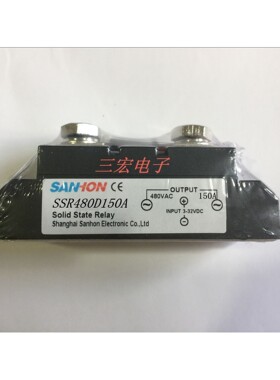 三宏电子
SANHON CE
SSR480D150A
Solid State Relay
Shanghai Sanhon Electronic Co.,Ltd
OUTPUT
480VAC 150A
INPUT 3-32VDC